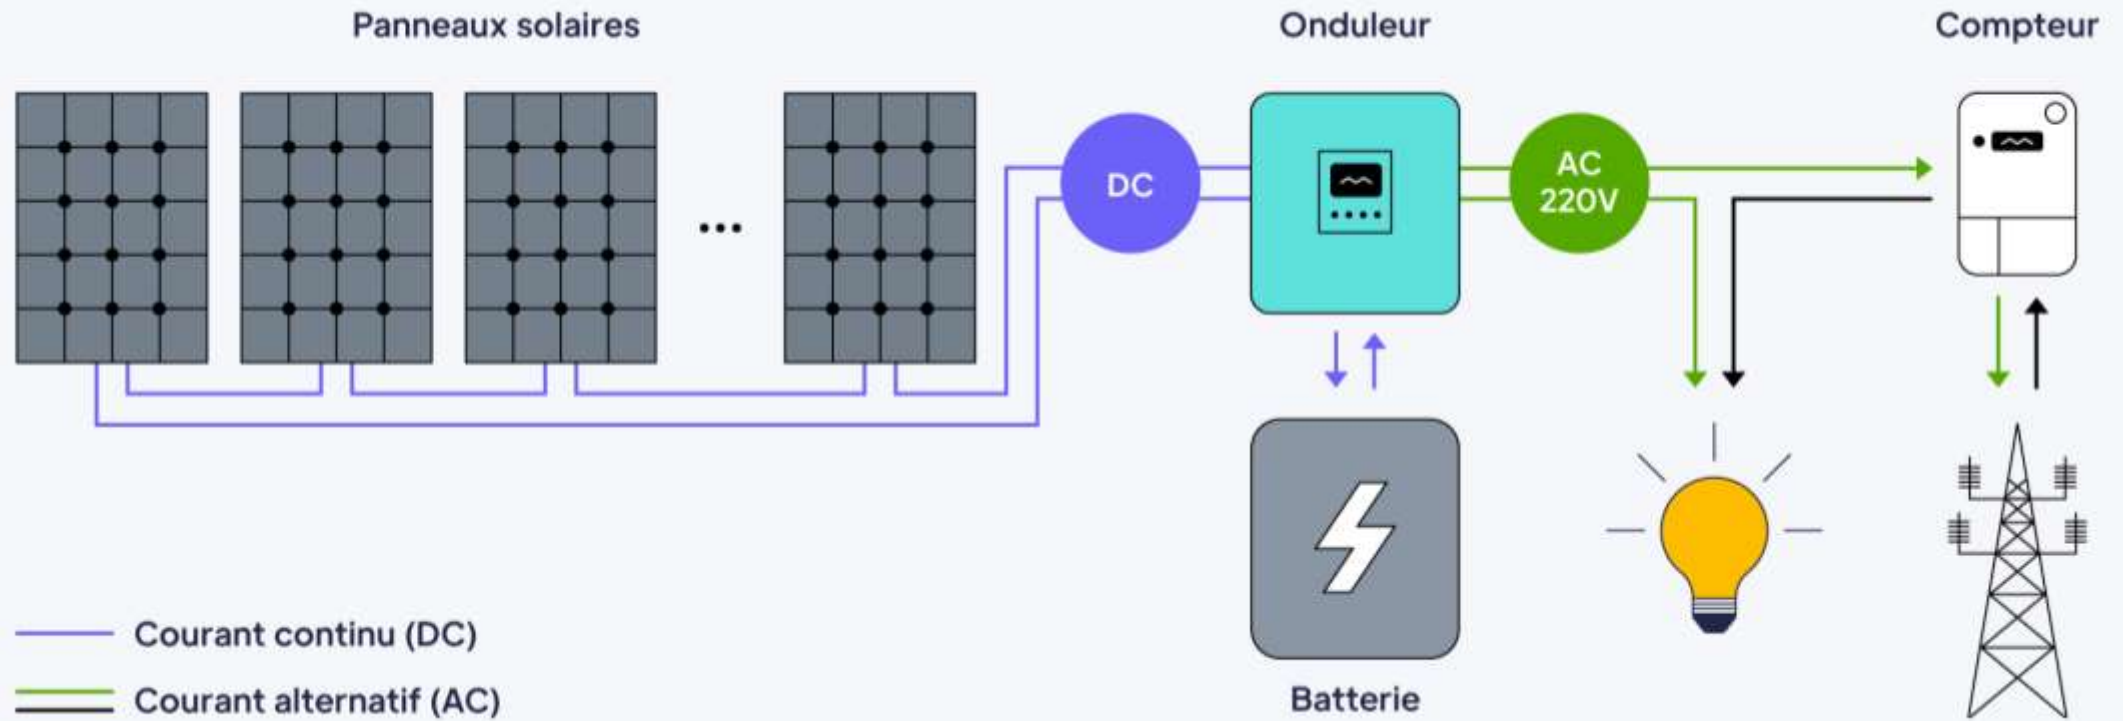 Panneaux solaires
Onduleur
Compteur
DC
AC
220V
Courant continu (DC)
Courant alternatif (AC)
Batterie